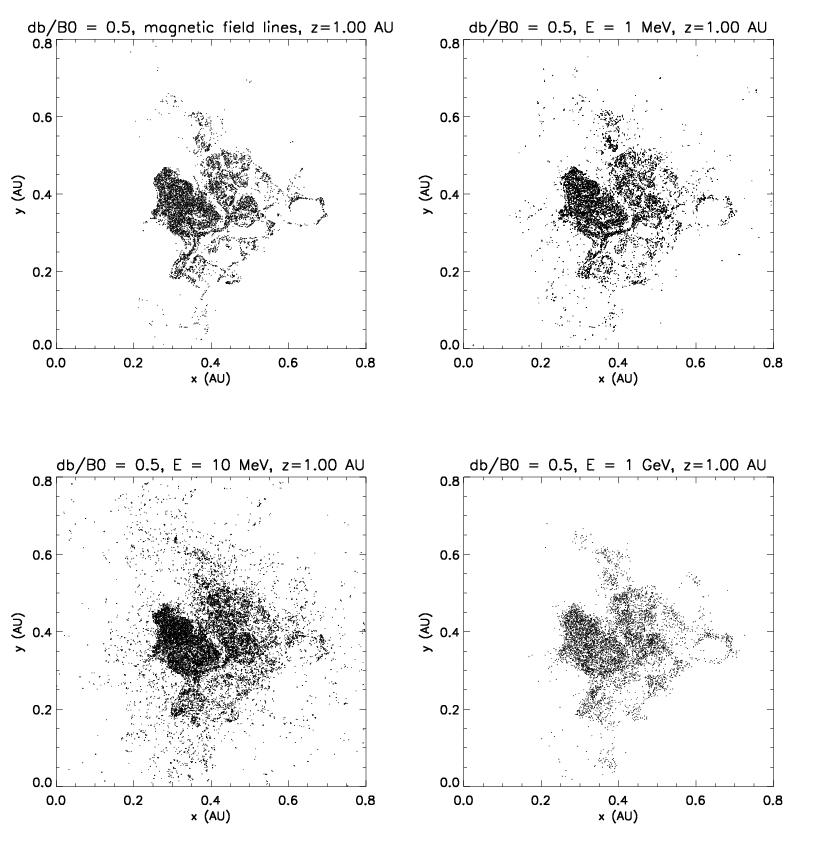 db/B0 = 0.5, magnetic field lines, z=1.00 AU
0.8
0.6
0.4
0.2
0.0
y (AU)
0.0 0.2 0.4 0.6 0.8
x (AU)
db/B0 = 0.5, E = 1 MeV, z=1.00 AU
0.8
0.6
0.4
0.2
0.0
y (AU)
0.0 0.2 0.4 0.6 0.8
x (AU)
db/B0 = 0.5, E = 10 MeV, z=1.00 AU
0.8
0.6
0.4
0.2
0.0
y (AU)
0.0 0.2 0.4 0.6 0.8
x (AU)
db/B0 = 0.5, E = 1 GeV, z=1.00 AU
0.8
0.6
0.4
0.2
0.0
y (AU)
0.0 0.2 0.4 0.6 0.8
x (AU)